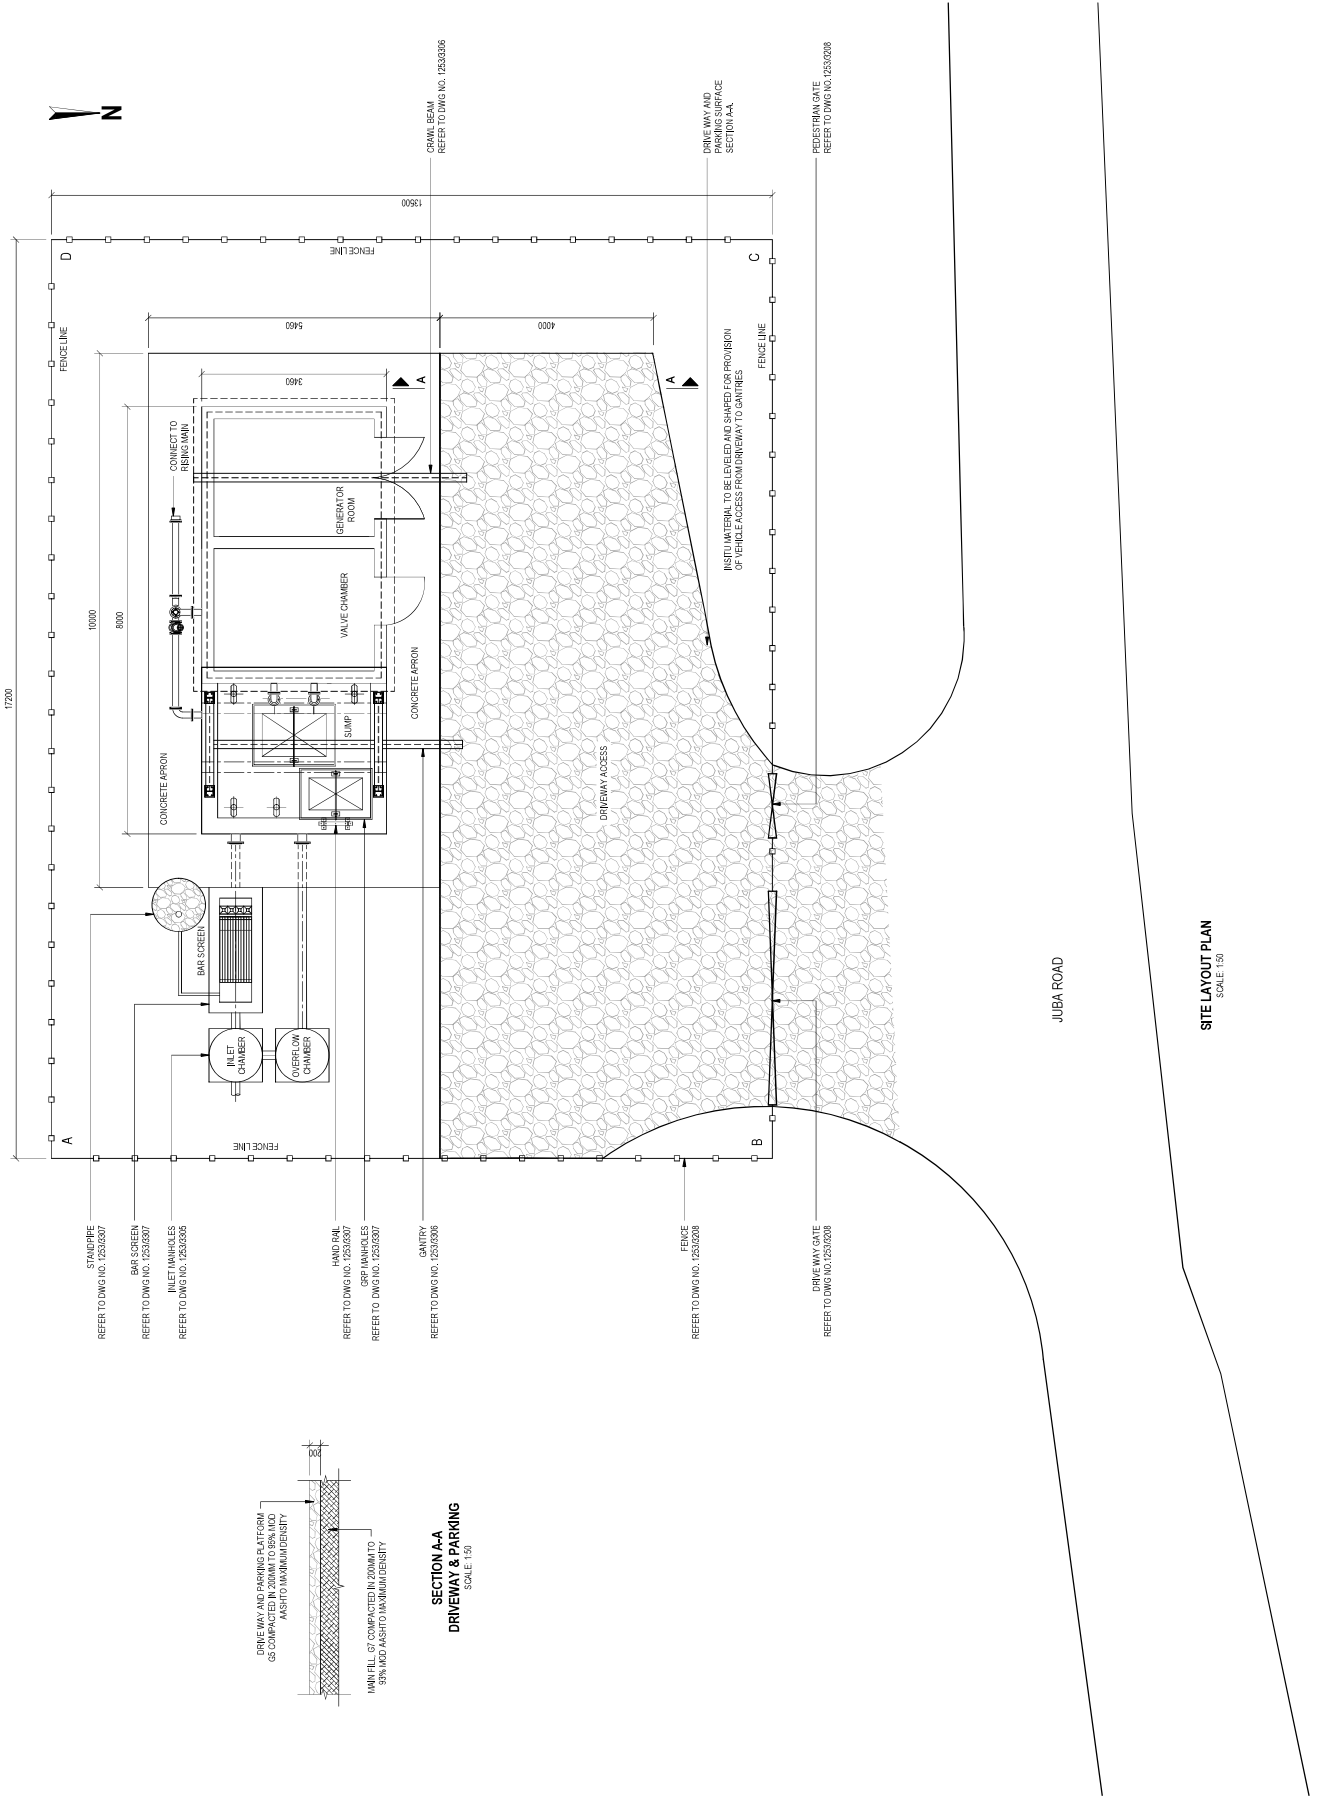 N
CRAWL BEAM
REFER TO DWG NO. 1253/3306
DRIVE WAY AND
PARKING SURFACE
SECTION A-A.
PEDESTRIAN GATE
REFER TO DWG NO.1253/3208
17200
13500
10000
8000
5460
4000
3460
D
C
A
B
FENCE LINE
FENCE LINE
FENCE LINE
FENCE LINE
CONNECT TO
RISING MAIN
GENERATOR
ROOM
VALVE CHAMBER
SUMP
CONCRETE APRON
CONCRETE APRON
A
A
INSITU MATERIAL TO BE LEVELED AND SHAPED FOR PROVISION
OF VEHICLE ACCESS FROM DRIVEWAY TO GANTRIES
DRIVEWAY ACCESS
BAR SCREEN
INLET
CHAMBER
OVERFLOW
CHAMBER
STANDPIPE
REFER TO DWG NO. 1253/3307
BAR SCREEN
REFER TO DWG NO. 1253/3307
INLET MANHOLES
REFER TO DWG NO. 1253/3305
HAND RAIL
REFER TO DWG NO. 1253/3307
GRP MANHOLES
REFER TO DWG NO. 1253/3307
GANTRY
REFER TO DWG NO. 1253/3306
FENCE
REFER TO DWG NO. 1253/3208
DRIVE WAY GATE
REFER TO DWG NO.1253/3208
JUBA ROAD
SITE LAYOUT PLAN
SCALE: 1:50
200
DRIVE WAY AND PARKING PLATFORM
G5 COMPACTED IN 200MM TO 95% MOD
AASHTO MAXIMUM DENSITY
MAIN FILL, G7 COMPACTED IN 200MM TO
93% MOD AASHTO MAXIMUM DENSITY
SECTION A-A
DRIVEWAY & PARKING
SCALE: 1:50